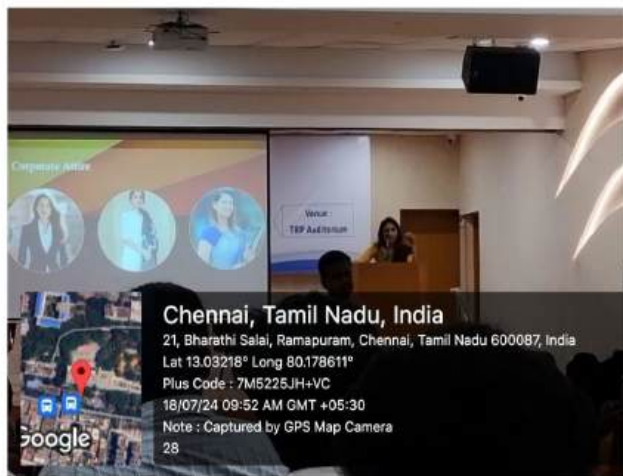 Corporate Attire
Venue :
TRP Auditorium
Chennai, Tamil Nadu, India
21, Bharathi Salai, Ramapuram, Chennai, Tamil Nadu 600087, India
Lat 13.03218° Long 80.178611°
Plus Code : 7M5225JH+VC
18/07/24 09:52 AM GMT +05:30
Note : Captured by GPS Map Camera
28
Google